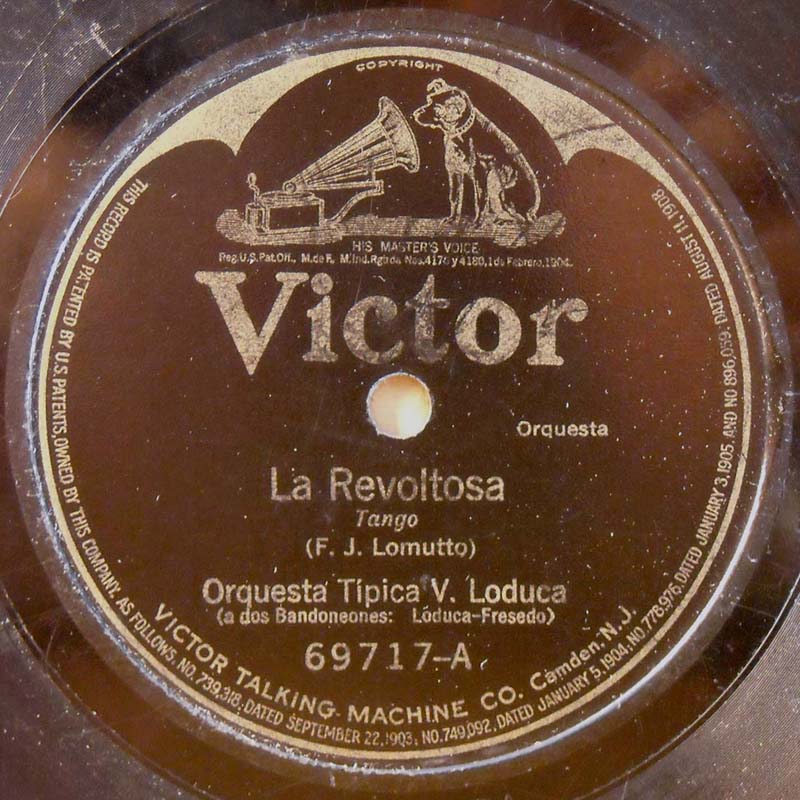 COPYRIGHT
HIS MASTER'S VOICE
Reg.U.S.Pat.Off., M.de F. M.Ind.Rgtrda Nos.4174 y 4180,1 de Febrero,1904.
Victor
Orquesta
La Revoltosa
Tango
(F. J. Lomutto)
Orquesta Típica V. Loduca
(a dos Bandoneones: Loduca-Fresedo)
69717-A
VICTOR TALKING MACHINE CO. Camden, N. J.
THIS RECORD IS PATENTED BY U.S. PATENTS, OWNED BY THIS COMPANY, AS FOLLOWS, NO. 739,318, DATED SEPTEMBER 22, 1903; NO. 749,092, DATED JANUARY 5, 1904; NO. 778,976, DATED JANUARY 3, 1905, AND NO 896,059, DATED AUGUST 11, 1908